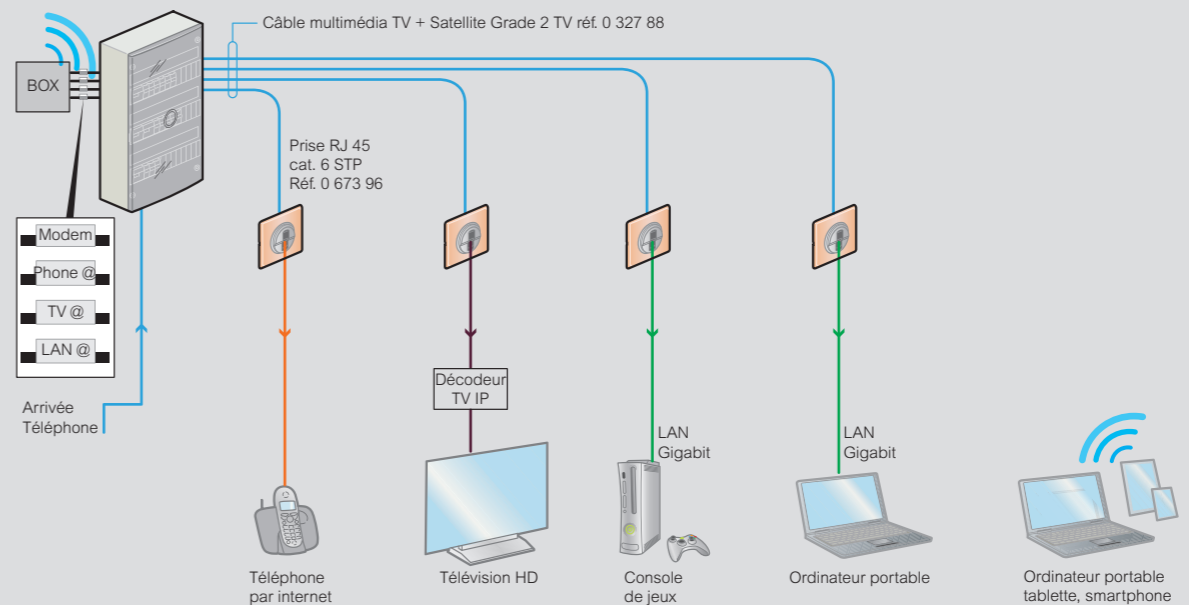 Câble multimédia TV + Satellite Grade 2 TV réf. 0 327 88
BOX
Prise RJ 45
cat. 6 STP
Réf. 0 673 96
Modem
Phone @
TV @
LAN @
Arrivée
Téléphone
Décodeur
TV IP
LAN
Gigabit
LAN
Gigabit
Téléphone
par internet
Télévision HD
Console
de jeux
Ordinateur portable
Ordinateur portable
tablette, smartphone